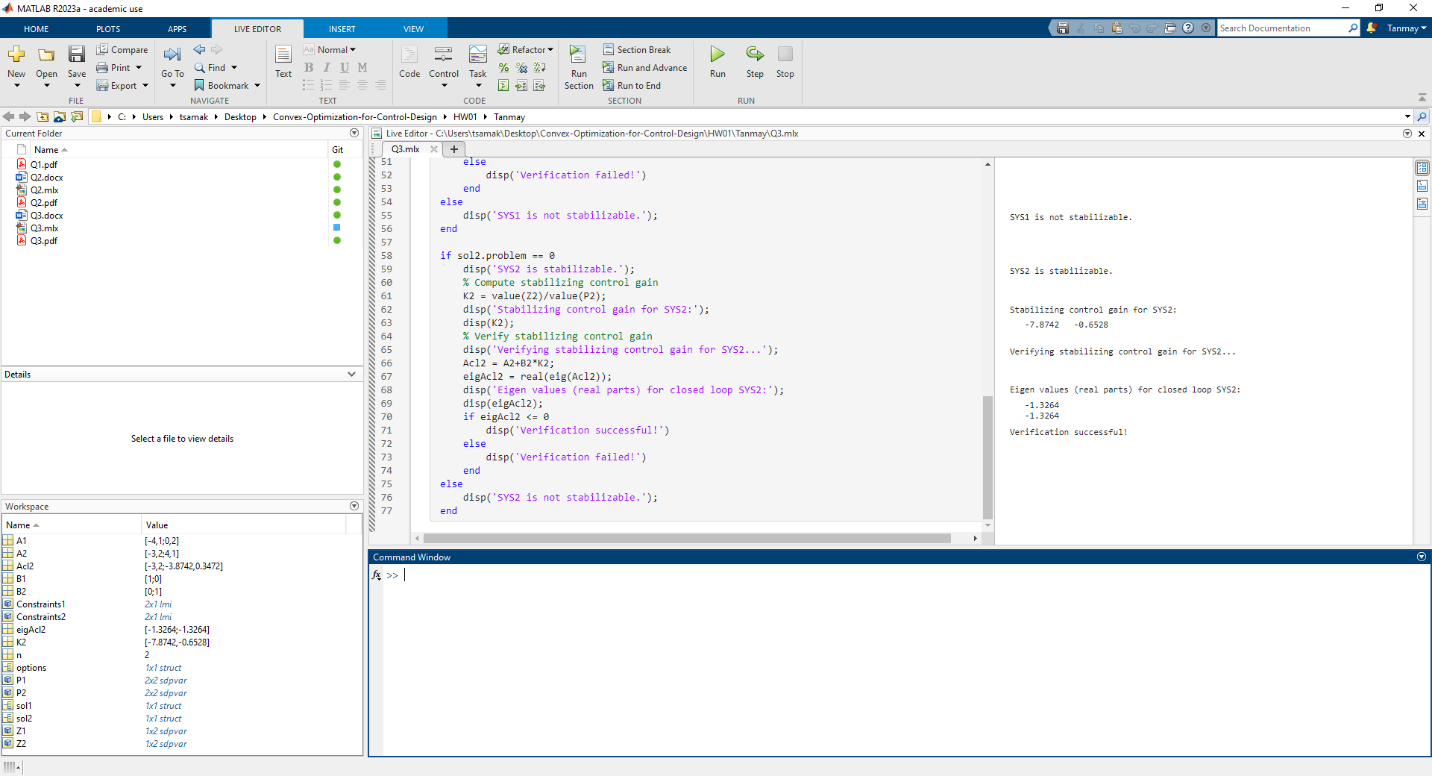 MATLAB R2023a - academic use
HOME PLOTS APPS LIVE EDITOR INSERT VIEW
Search Documentation
Tanmay
New Open Save
Compare
Print
Export
FILE
Go To
Find
Bookmark
NAVIGATE
Text
Aa Normal
B I U M
TEXT
Code Control Task
Refactor
CODE
Run Section
Section Break
Run and Advance
Run to End
SECTION
Run Step Stop
RUN
C: Users tsamak Desktop Convex-Optimization-for-Control-Design HW01 Tanmay
Current Folder
Name Git
Q1.pdf
Q2.docx
Q2.mlx
Q2.pdf
Q3.docx
Q3.mlx
Q3.pdf
Details
Select a file to view details
Workspace
Name Value
A1 [-4,1;0,2]
A2 [-3,2;4,1]
Acl2 [-3,2;-3.8742,0.3472]
B1 [1;0]
B2 [0;1]
Constraints1 2x1 lmi
Constraints2 2x1 lmi
eigAcl2 [-1.3264;-1.3264]
K2 [-7.8742,-0.6528]
n 2
options 1x1 struct
P1 2x2 sdpvar
P2 2x2 sdpvar
sol1 1x1 struct
sol2 1x1 struct
Z1 1x2 sdpvar
Z2 1x2 sdpvar
Live Editor - C:\Users\tsamak\Desktop\Convex-Optimization-for-Control-Design\HW01\Tanmay\Q3.mlx
Q3.mlx
51 else
52 disp('Verification failed!')
53 end
54 else
55 disp('SYS1 is not stabilizable.');
56 end
57
58 if sol2.problem == 0
59 disp('SYS2 is stabilizable.');
60 % Compute stabilizing control gain
61 K2 = value(Z2)/value(P2);
62 disp('Stabilizing control gain for SYS2:');
63 disp(K2);
64 % Verify stabilizing control gain
65 disp('Verifying stabilizing control gain for SYS2...');
66 Acl2 = A2+B2*K2;
67 eigAcl2 = real(eig(Acl2));
68 disp('Eigen values (real parts) for closed loop SYS2:');
69 disp(eigAcl2);
70 if eigAcl2 <= 0
71 disp('Verification successful!')
72 else
73 disp('Verification failed!')
74 end
75 else
76 disp('SYS2 is not stabilizable.');
77 end
SYS1 is not stabilizable.
SYS2 is stabilizable.
Stabilizing control gain for SYS2:
-7.8742 -0.6528
Verifying stabilizing control gain for SYS2...
Eigen values (real parts) for closed loop SYS2:
-1.3264
-1.3264
Verification successful!
Command Window
fx >>